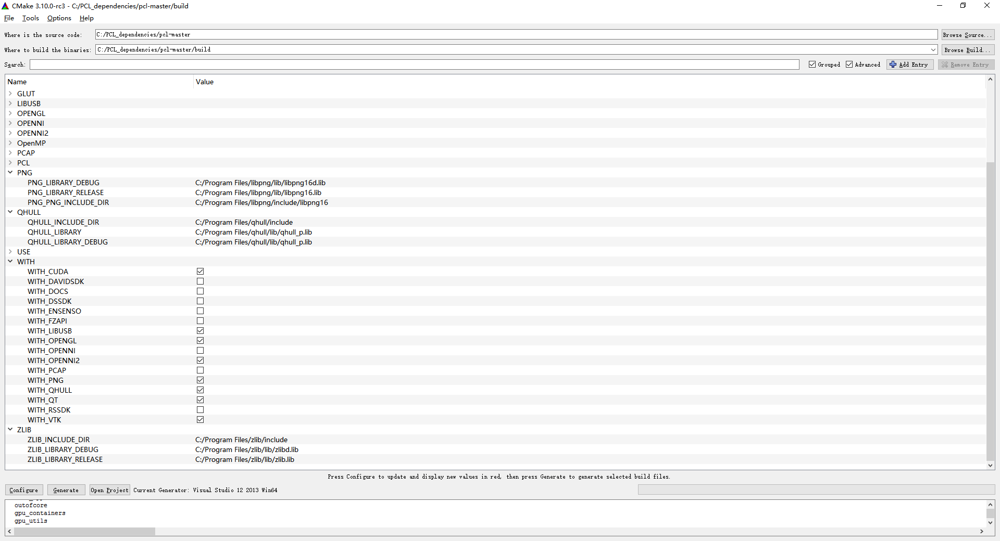 CMake 3.10.0-rc3 - C:/PCL_dependencies/pcl-master/build
File Tools Options Help
Where is the source code: C:/PCL_dependencies/pcl-master Browse Source...
Where to build the binaries: C:/PCL_dependencies/pcl-master/build Browse Build...
Search: Grouped Advanced Add Entry Remove Entry
Name Value
GLUT
LIBUSB
OPENGL
OPENNI
OPENNI2
OpenMP
PCAP
PCL
PNG
PNG_LIBRARY_DEBUG C:/Program Files/libpng/lib/libpng16d.lib
PNG_LIBRARY_RELEASE C:/Program Files/libpng/lib/libpng16.lib
PNG_PNG_INCLUDE_DIR C:/Program Files/libpng/include/libpng16
QHULL
QHULL_INCLUDE_DIR C:/Program Files/qhull/include
QHULL_LIBRARY C:/Program Files/qhull/lib/qhull_p.lib
QHULL_LIBRARY_DEBUG C:/Program Files/qhull/lib/qhull_p.lib
USE
WITH
WITH_CUDA
WITH_DAVIDSDK
WITH_DOCS
WITH_DSSDK
WITH_ENSENSO
WITH_FZAPI
WITH_LIBUSB
WITH_OPENGL
WITH_OPENNI
WITH_OPENNI2
WITH_PCAP
WITH_PNG
WITH_QHULL
WITH_QT
WITH_RSSDK
WITH_VTK
ZLIB
ZLIB_INCLUDE_DIR C:/Program Files/zlib/include
ZLIB_LIBRARY_DEBUG C:/Program Files/zlib/lib/zlibd.lib
ZLIB_LIBRARY_RELEASE C:/Program Files/zlib/lib/zlib.lib
Press Configure to update and display new values in red, then press Generate to generate selected build files.
Configure Generate Open Project Current Generator: Visual Studio 12 2013 Win64
outofcore
gpu_containers
gpu_utils